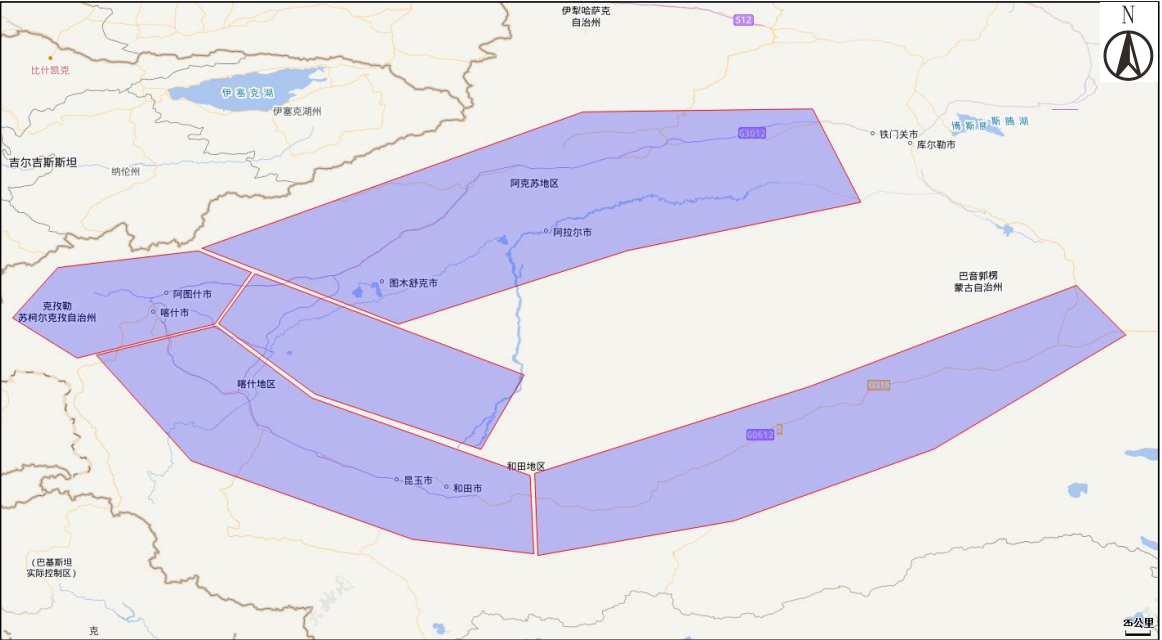 伊犁哈萨克
自治州
S12
N
比什凯克
伊塞克湖
伊塞克湖州
博斯腾湖
G3012
铁门关市
库尔勒市
吉尔吉斯斯坦
纳伦州
阿克苏地区
阿拉尔市
巴音郭楞
蒙古自治州
图木舒克市
阿图什市
克孜勒
苏柯尔克孜自治州
喀什市
喀什地区
G315
G0612
和田地区
昆玉市
和田市
(巴基斯坦
实际控制区)
克
25公里